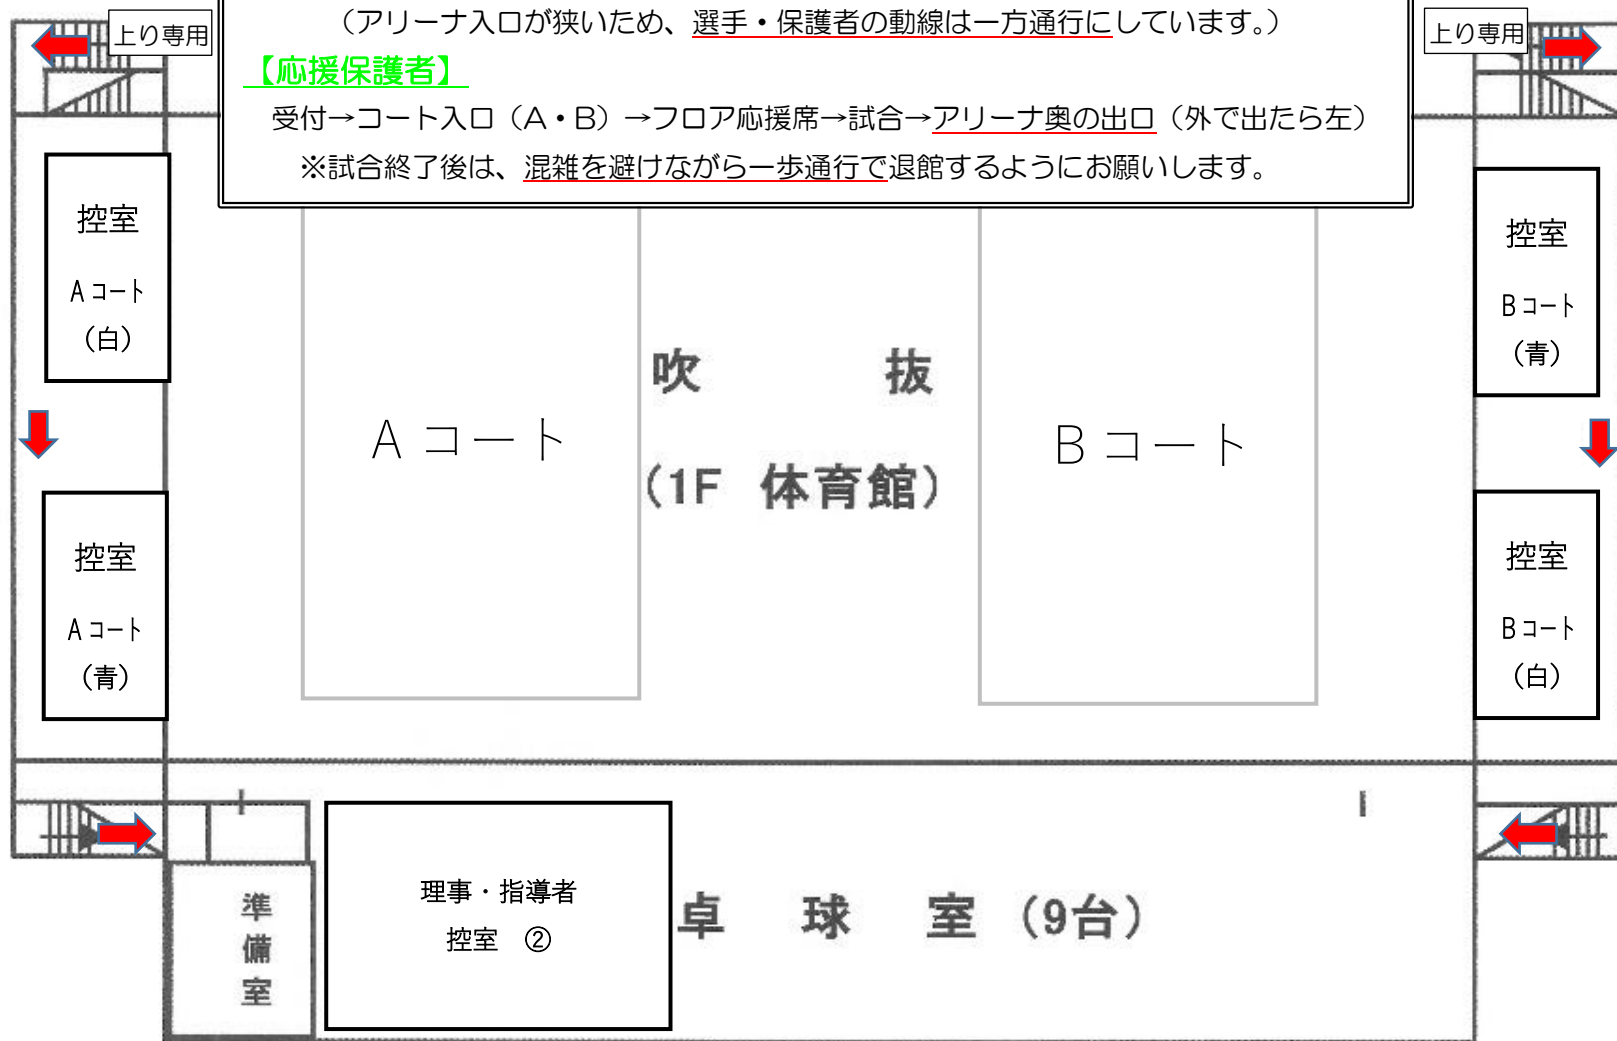 （アリーナ入口が狭いため、選手・保護者の動線は一方通行にしています。）
上り専用
上り専用
【応援保護者】
受付→コート入口（A・B）→フロア応援席→試合→アリーナ奥の出口（外で出たら左）
※試合終了後は、混雑を避けながら一歩通行で退館するようにお願いします。
控室
Aコート
（白）
控室
Bコート
（青）
吹 抜
Aコート
Bコート
（1F 体育館）
控室
Aコート
（青）
控室
Bコート
（白）
理事・指導者
控室 ②
準備室
卓球室（9台）